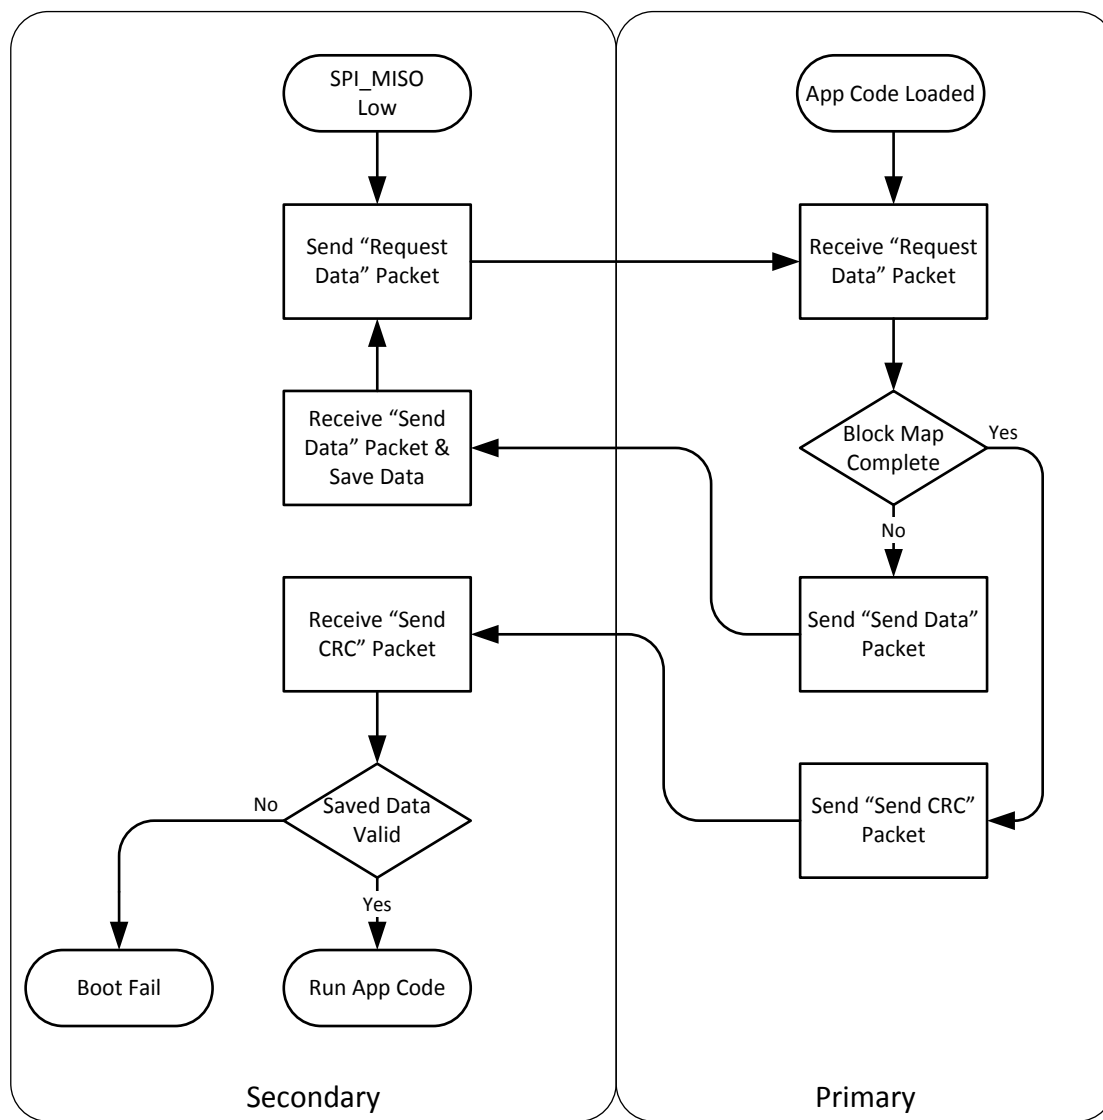 SPI_MISO
Low
App Code Loaded
Send “Request
Data” Packet
Receive “Request
Data” Packet
Receive “Send
Data” Packet &
Save Data
Block Map
Complete
Yes
No
Receive “Send
CRC” Packet
Send “Send Data”
Packet
Saved Data
Valid
No
Yes
Send “Send CRC”
Packet
Boot Fail
Run App Code
Secondary
Primary